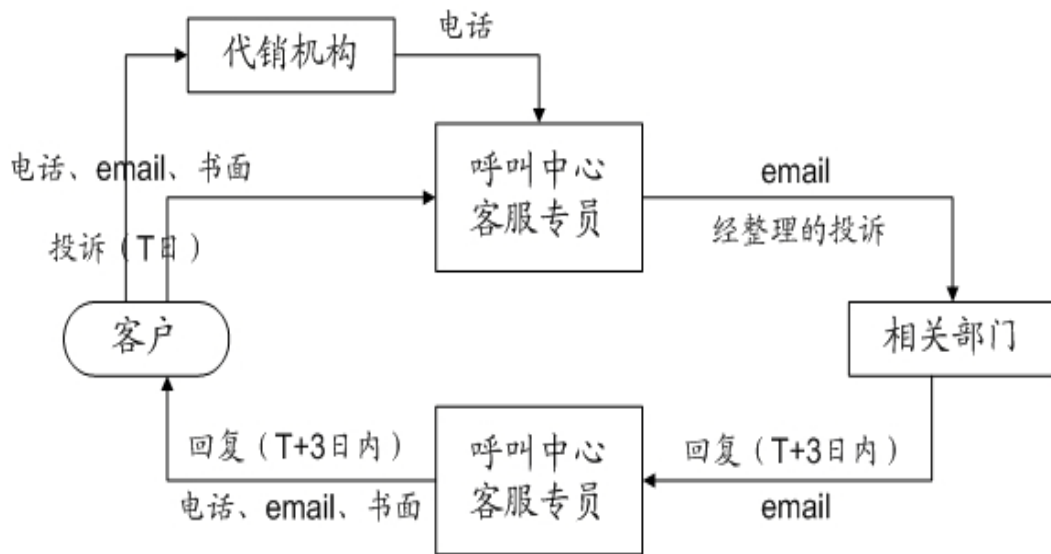 电话
代销机构
电话、email、书面
呼叫中心
客服专员
email
投诉（T日）
经整理的投诉
客户
相关部门
回复（T+3日内）
呼叫中心
客服专员
回复（T+3日内）
电话、email、书面
email